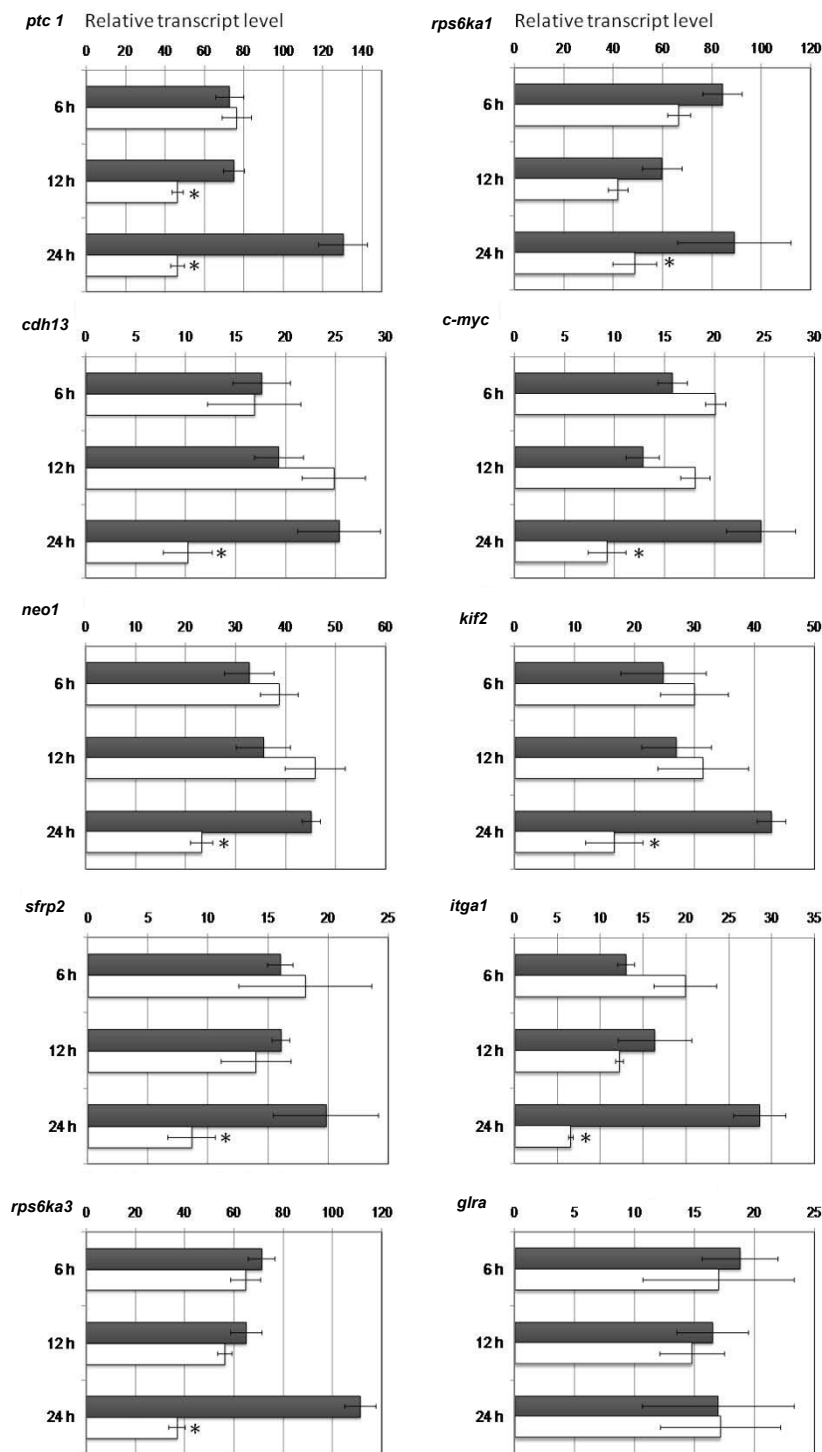 ptc 1 Relative transcript level
0 20 40 60 80 100 120 140
6 h
12 h
*
24 h
*
rps6ka1 Relative transcript level
0 20 40 60 80 100 120
6 h
12 h
24 h
*
cdh13
0 5 10 15 20 25 30
6 h
12 h
24 h
*
c-myc
0 5 10 15 20 25 30
6 h
12 h
24 h
*
neo1
0 10 20 30 40 50 60
6 h
12 h
24 h
*
kif2
0 10 20 30 40 50
6 h
12 h
24 h
*
sfrp2
0 5 10 15 20 25
6 h
12 h
24 h
*
itga1
0 5 10 15 20 25 30 35
6 h
12 h
24 h
*
rps6ka3
0 20 40 60 80 100 120
6 h
12 h
24 h
*
glra
0 5 10 15 20 25
6 h
12 h
24 h